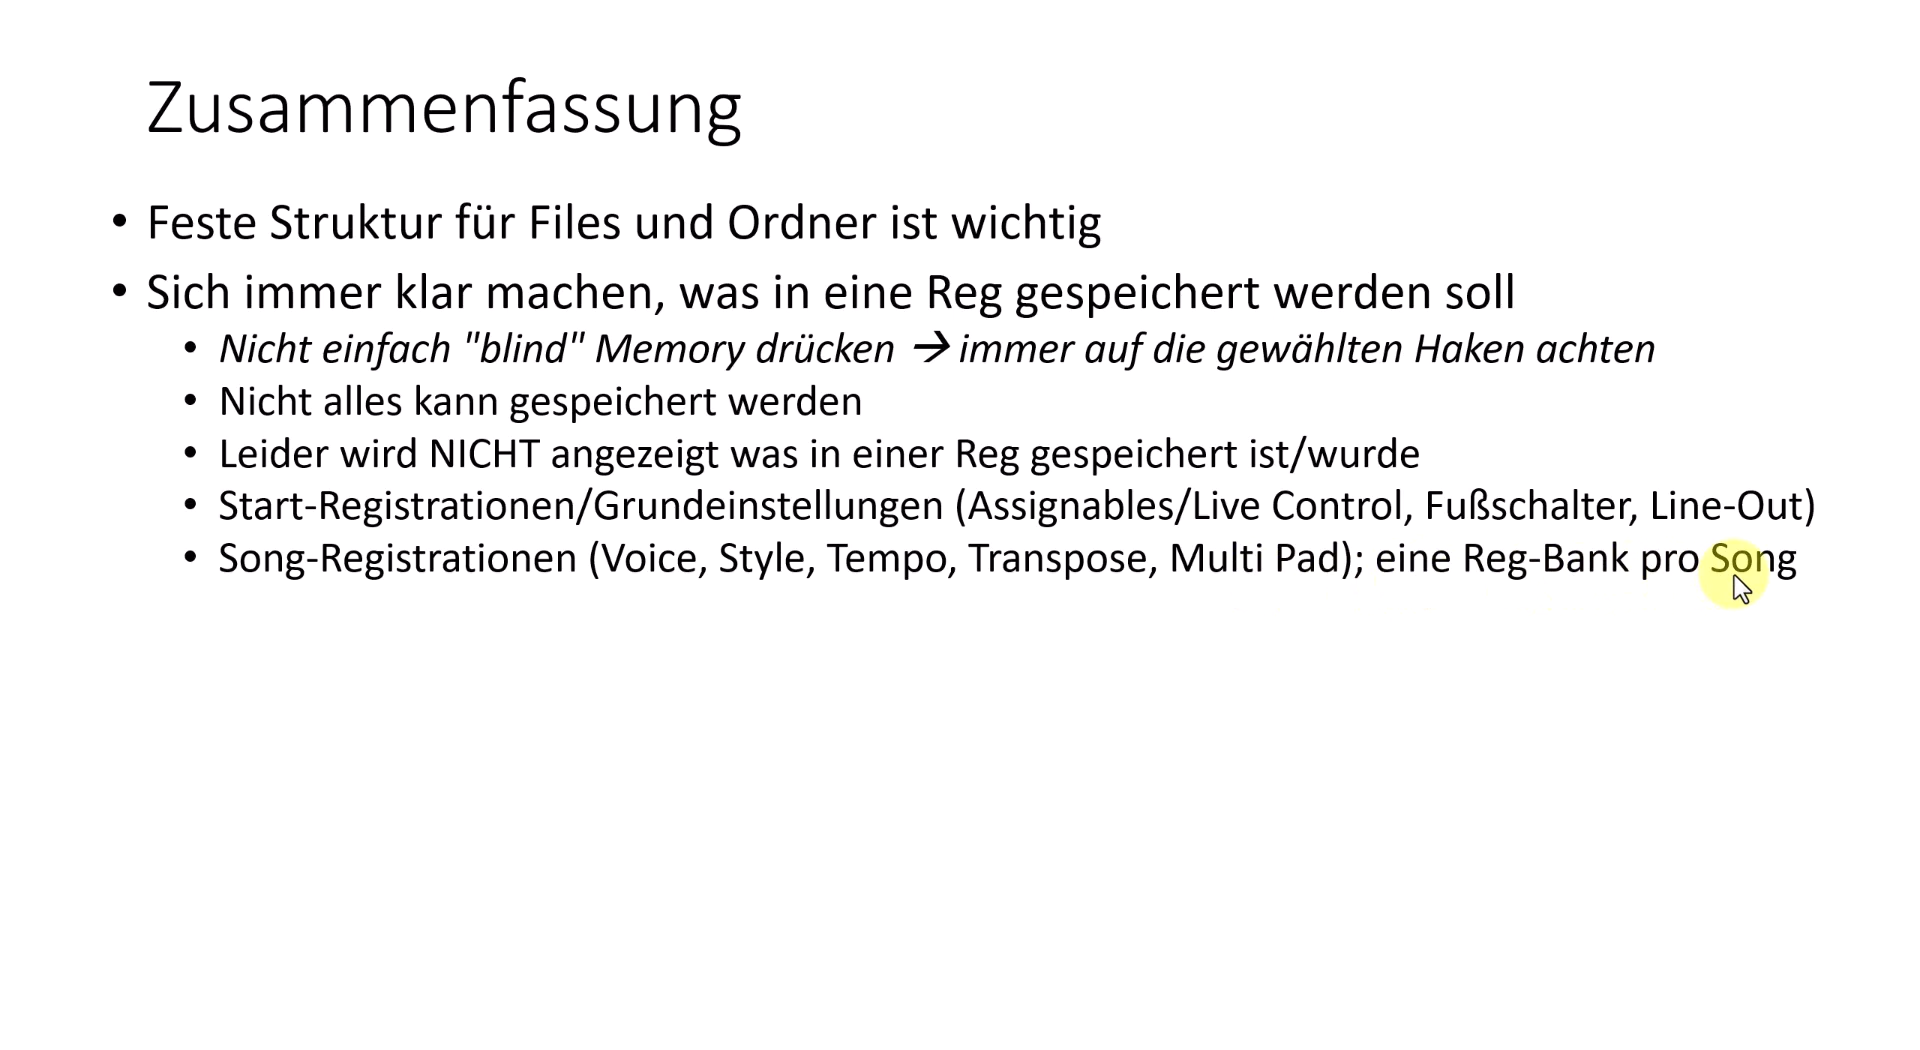 Zusammenfassung
• Feste Struktur für Files und Ordner ist wichtig
• Sich immer klar machen, was in eine Reg gespeichert werden soll
• Nicht einfach "blind" Memory drücken → immer auf die gewählten Haken achten
• Nicht alles kann gespeichert werden
• Leider wird NICHT angezeigt was in einer Reg gespeichert ist/wurde
• Start-Registrationen/Grundeinstellungen (Assignables/Live Control, Fußschalter, Line-Out)
• Song-Registrationen (Voice, Style, Tempo, Transpose, Multi Pad); eine Reg-Bank pro Song